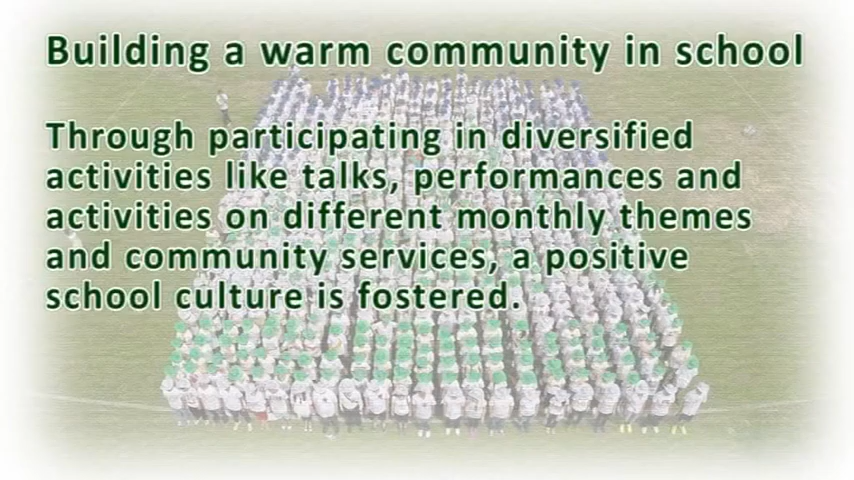 Building a warm community in school
Through participating in diversified
activities like talks, performances and
activities on different monthly themes
and community services, a positive
school culture is fostered.